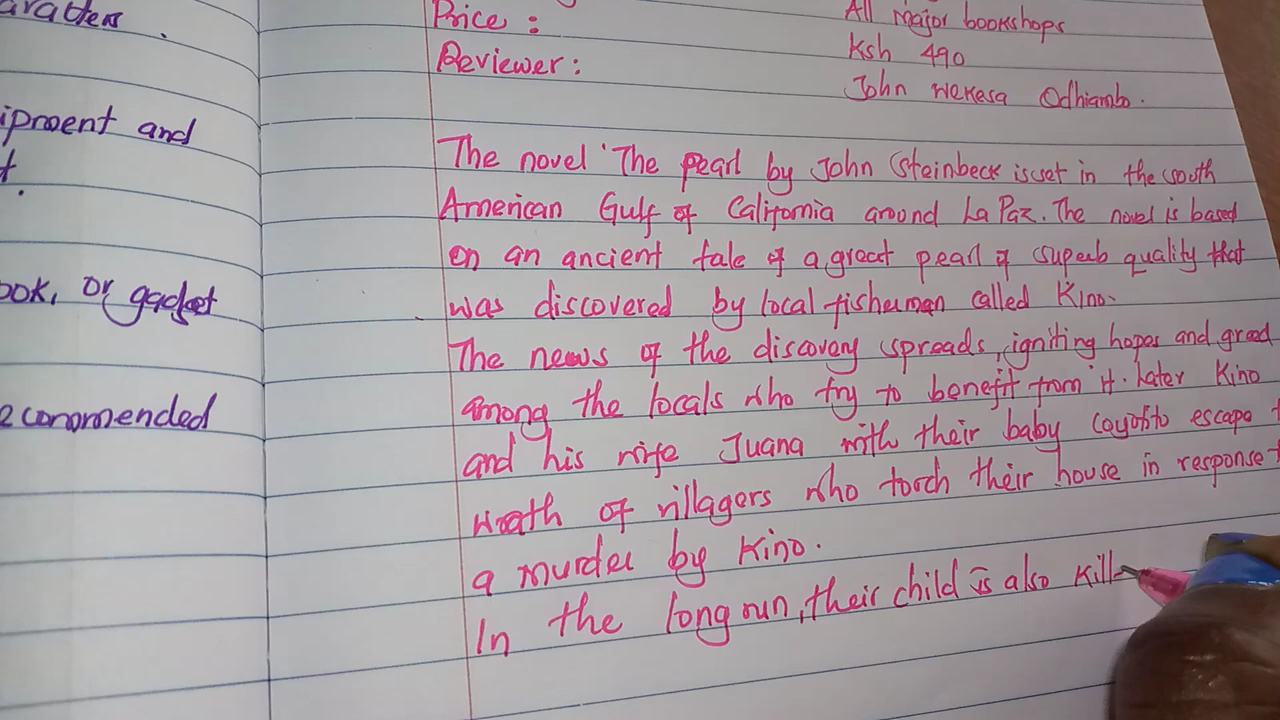 aracters.
ipment and
t.
ook, or gadget
ecommended
Price :
Reviewer:
All major bookshops
Ksh 490
John Wekesa Odhiambo.
The novel 'The pearl by John Steinbeck is set in the south
American Gulf of California around La Paz. The novel is based
on an ancient tale of a great pearl of superb quality that
was discovered by local fisherman called Kino.
The news of the discovery spreads, igniting hopes and greed
among the locals who try to benefit from it. Later Kino
and his wife Juana with their baby to escape
wrath of villagers who torch their house in response
a murder by Kino.
In the long run, their child is also kill